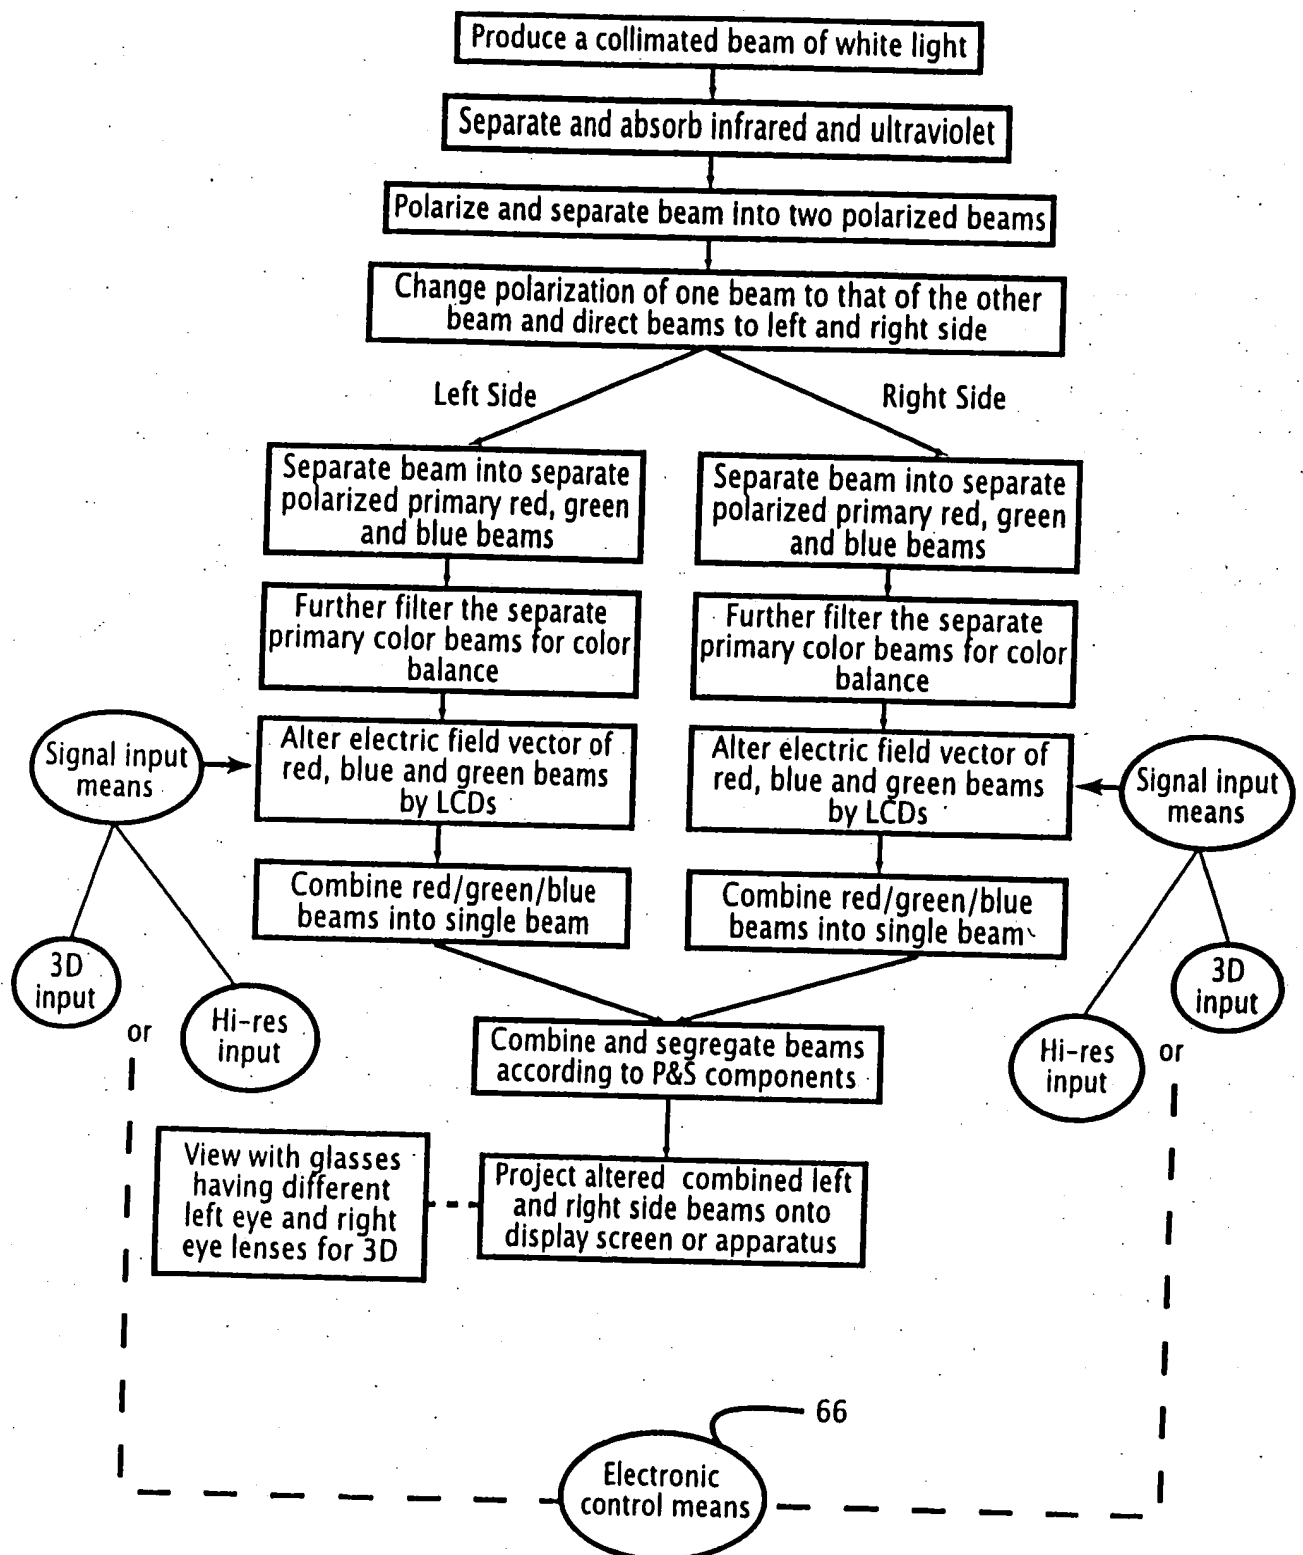 Produce a collimated beam of white light
Separate and absorb infrared and ultraviolet
Polarize and separate beam into two polarized beams
Change polarization of one beam to that of the other
beam and direct beams to left and right side
Left Side
Right Side
Separate beam into separate
polarized primary red, green
and blue beams
Separate beam into separate
polarized primary red, green
and blue beams
Further filter the separate
primary color beams for color
balance
Further filter the separate
primary color beams for color
balance
Signal input
means
Alter electric field vector of
red, blue and green beams
by LCDs
Alter electric field vector of
red, blue and green beams
by LCDs
Signal input
means
Combine red/green/blue
beams into single beam
Combine red/green/blue
beams into single beam
3D
input
or
Hi-res
input
Hi-res
input
or
3D
input
Combine and segregate beams
according to P&S components
View with glasses
having different
left eye and right
eye lenses for 3D
Project altered combined left
and right side beams onto
display screen or apparatus
66
Electronic
control means